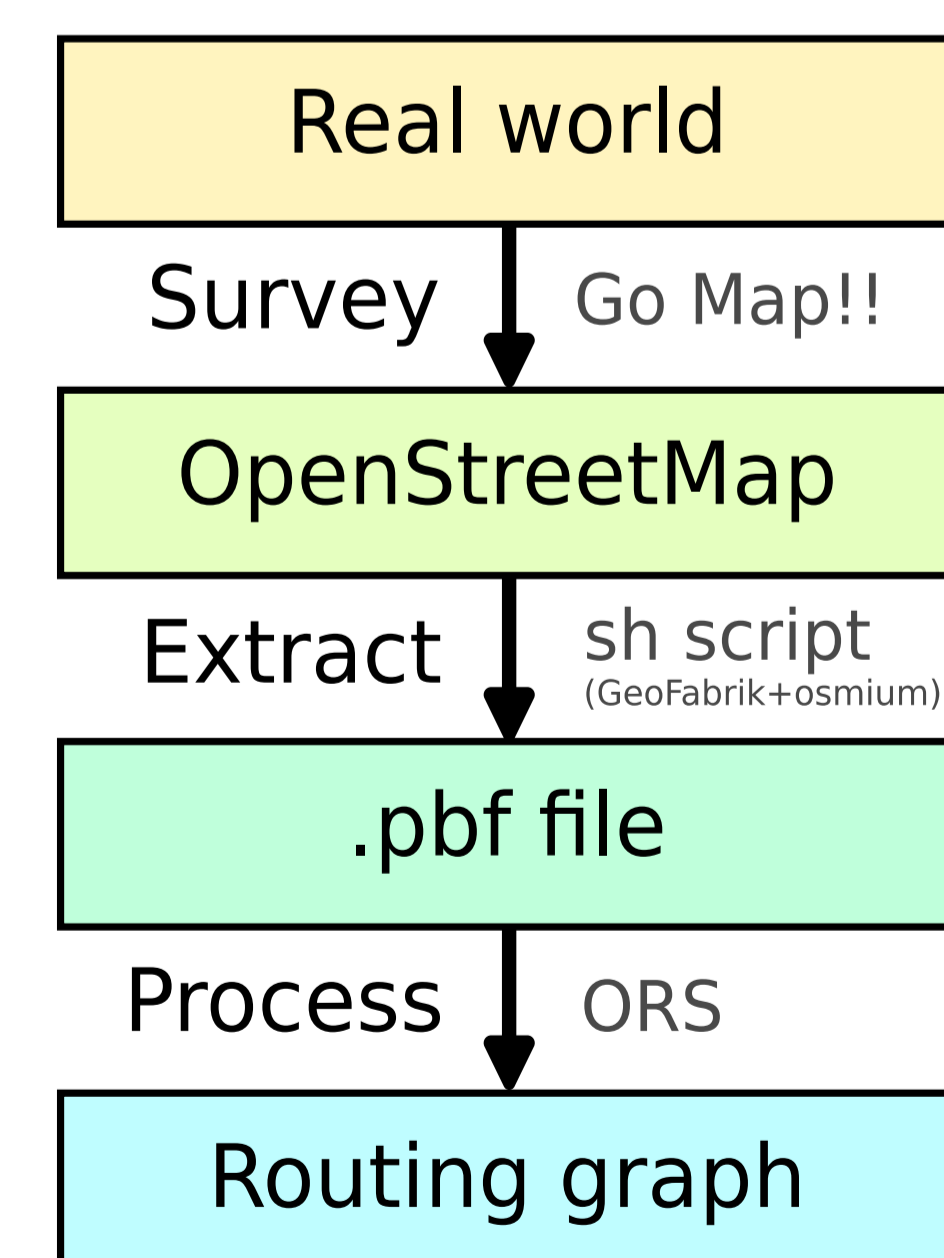 Real world
Survey
Go Map!!
OpenStreetMap
Extract
sh script
(GeoFabrik+osmium)
.pbf file
Process
ORS
Routing graph